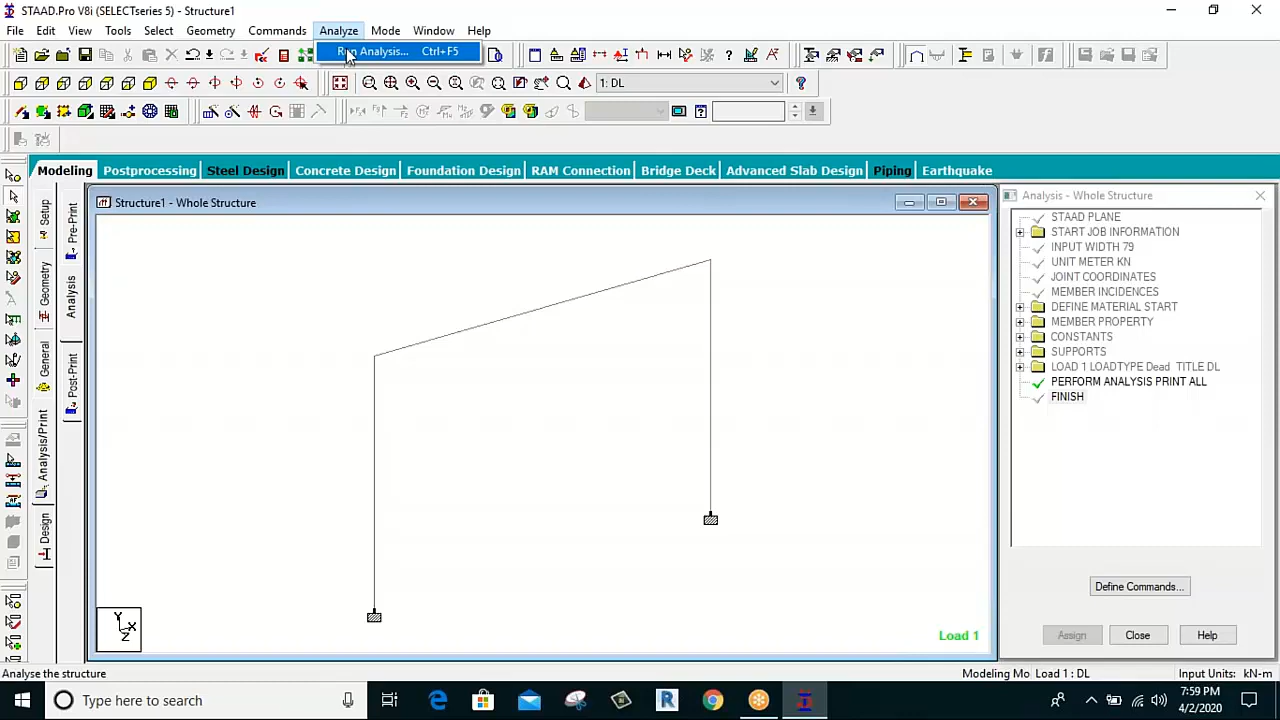 STAAD.Pro V8i (SELECTseries 5) - Structure1
File Edit View Tools Select Geometry Commands Analyze Mode Window Help
Run Analysis... Ctrl+F5
1: DL
Modeling Postprocessing Steel Design Concrete Design Foundation Design RAM Connection Bridge Deck Advanced Slab Design Piping Earthquake
Setup
Geometry
General
Analysis/Print
Design
Pre-Print
Analysis
Post-Print
Structure1 - Whole Structure
Y
X
Z
Load 1
Analysis - Whole Structure
STAAD PLANE
START JOB INFORMATION
INPUT WIDTH 79
UNIT METER KN
JOINT COORDINATES
MEMBER INCIDENCES
DEFINE MATERIAL START
MEMBER PROPERTY
CONSTANTS
SUPPORTS
LOAD 1 LOADTYPE Dead TITLE DL
PERFORM ANALYSIS PRINT ALL
FINISH
Define Commands...
Assign Close Help
Analyse the structure
Modeling Mo Load 1 : DL Input Units: kN-m
Type here to search
7:59 PM
4/2/2020